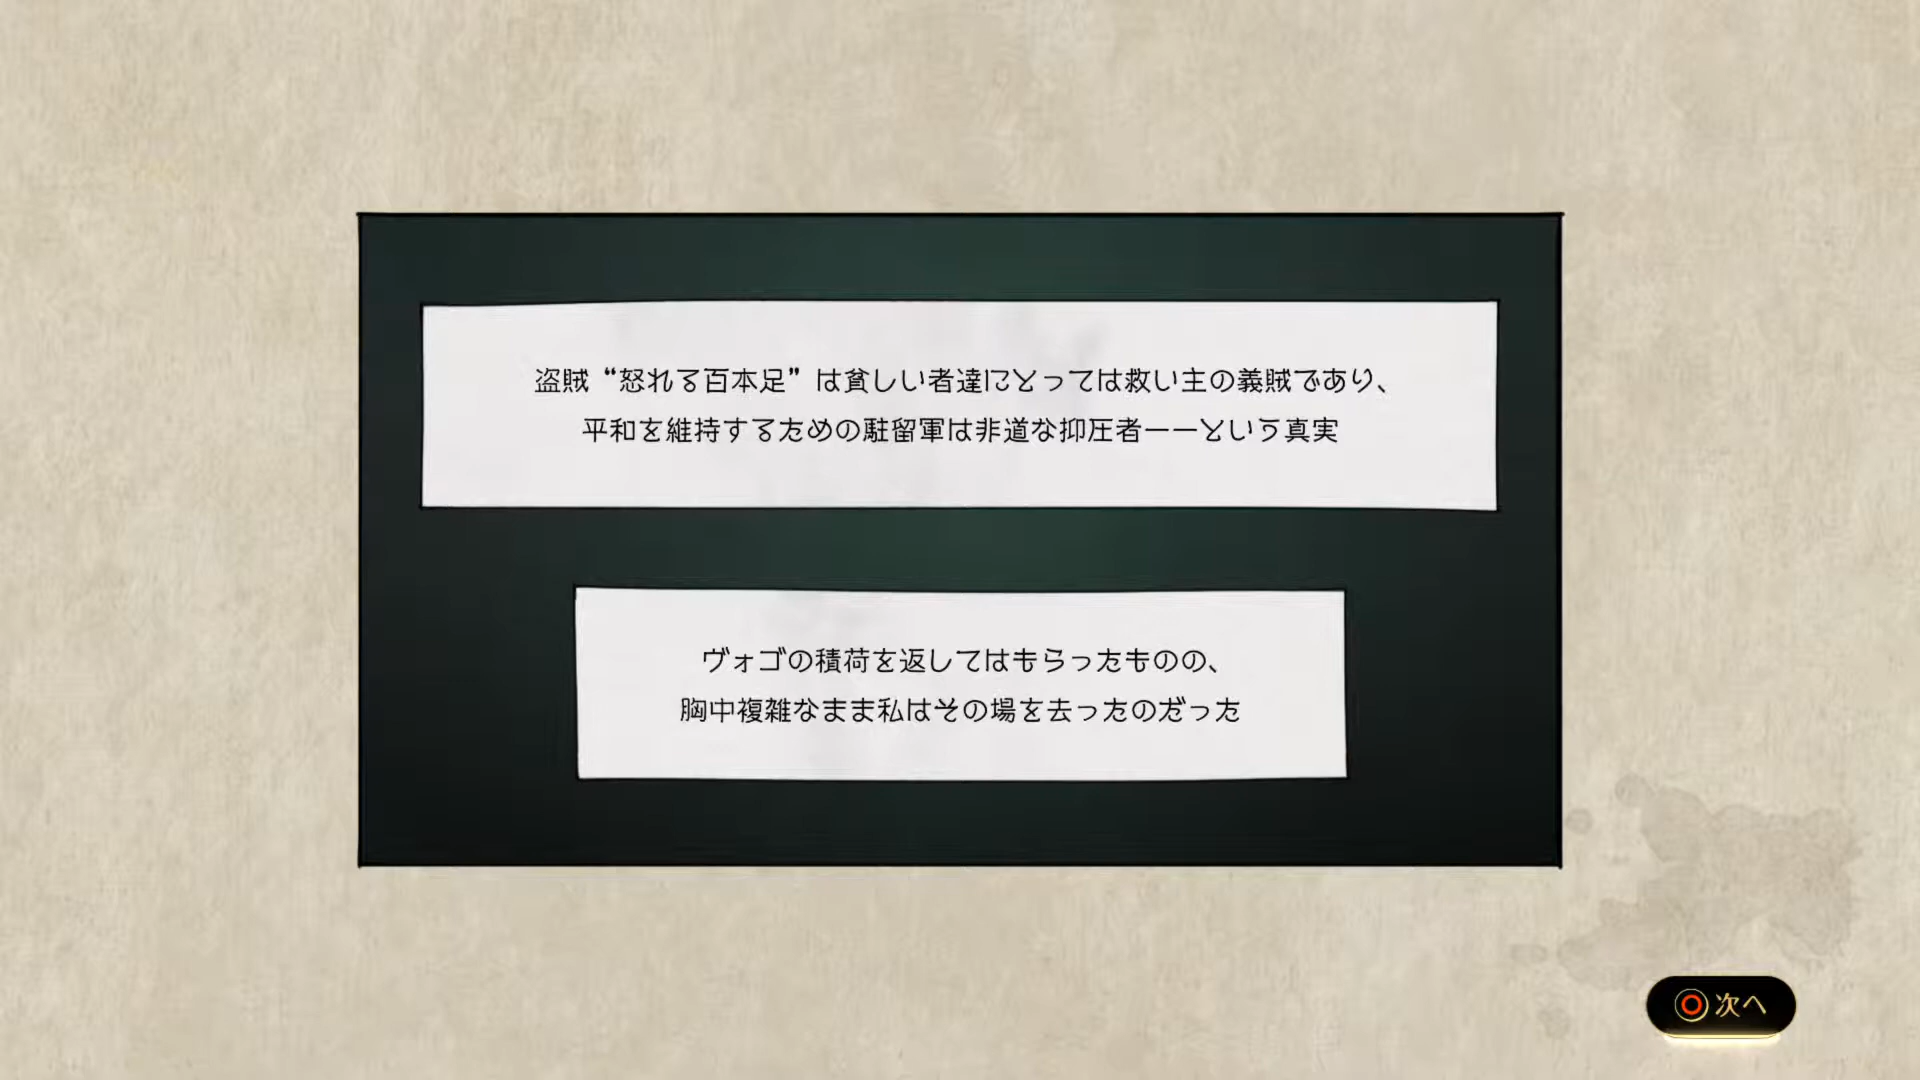 盗賊“怒れる百本足”は貧しい者達にとっては救い主の義賊であり、
平和を維持するための駐留軍は非道な抑圧者――という真実
ヴォゴの積荷を返してはもらったものの、
胸中複雑なまま私はその場を去ったのだった
次へ